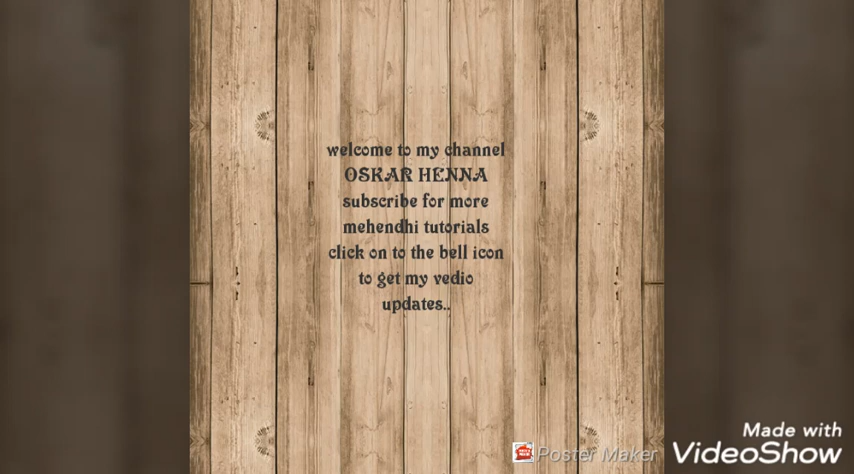 welcome to my channel
OSKAR HENNA
subscribe for more
mehendhi tutorials
click on to the bell icon
to get my vedio
updates..
Poster Maker
Made with
VideoShow